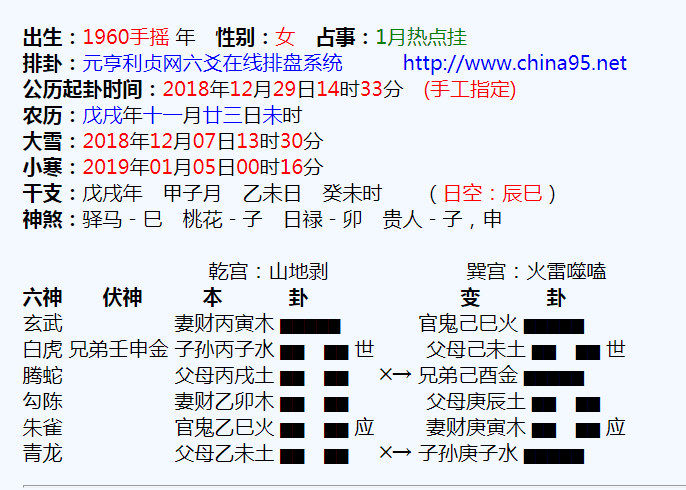 出生：1960手摇 年 性别：女 占事：1月热点挂
排卦：元亨利贞网六爻在线排盘系统 http://www.china95.net
公历起卦时间：2018年12月29日14时33分 (手工指定)
农历：戊戌年十一月廿三日未时
大雪：2018年12月07日13时30分
小寒：2019年01月05日00时16分
干支：戊戌年 甲子月 乙未日 癸未时 （日空：辰巳）
神煞：驿马－巳 桃花－子 日禄－卯 贵人－子，申
乾宫：山地剥 巽宫：火雷噬嗑
六神 伏神 本 卦 变 卦
玄武 妻财丙寅木 官鬼己巳火
白虎 兄弟壬申金 子孙丙子水 世 父母己未土 世
腾蛇 父母丙戌土 ×→ 兄弟己酉金
勾陈 妻财乙卯木 父母庚辰土
朱雀 官鬼乙巳火 应 妻财庚寅木 应
青龙 父母乙未土 ×→ 子孙庚子水